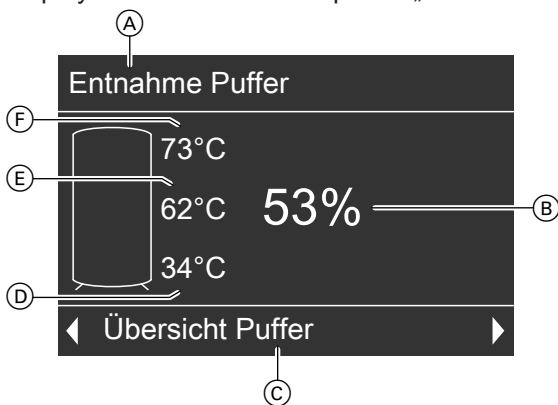 A
Entnahme Puffer
F
73°C
E
62°C 53%
B
34°C
D
Übersicht Puffer
C